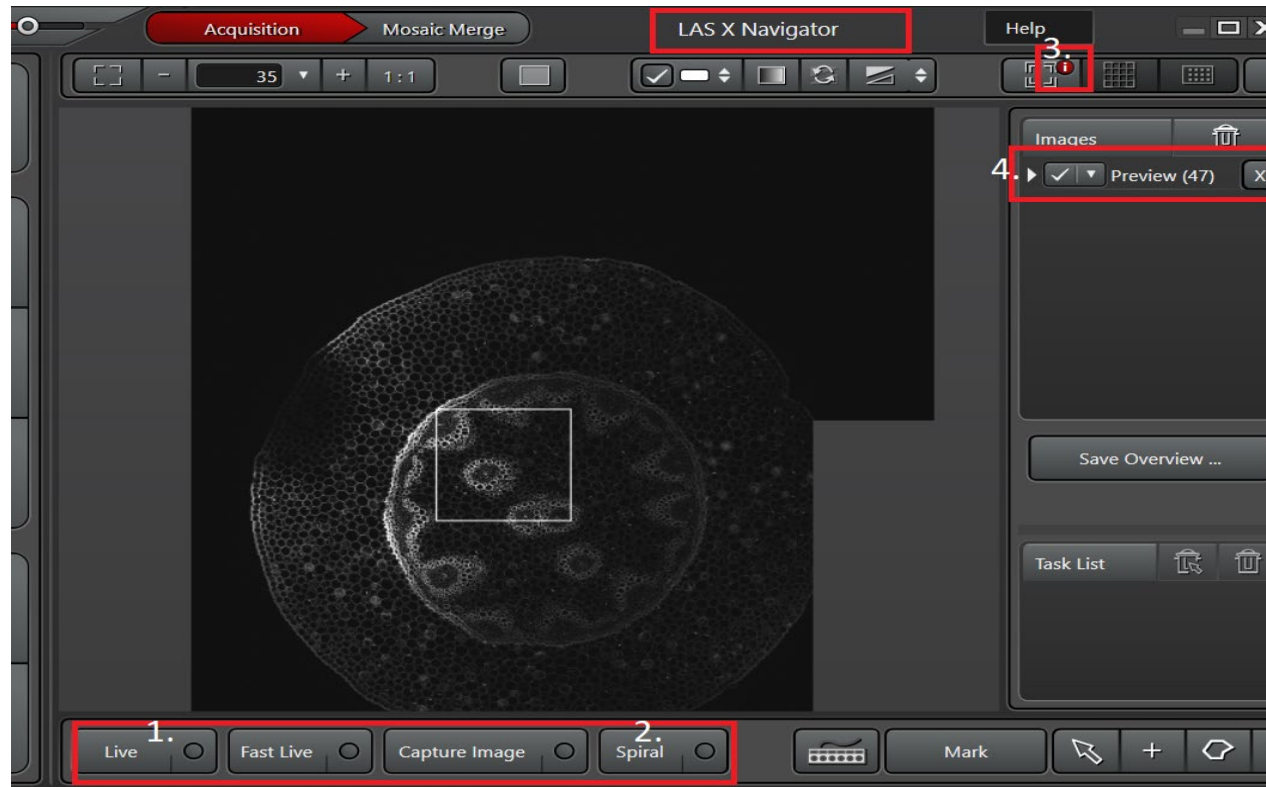 Acquisition Mosaic Merge LAS X Navigator Help
3.
- 35 + 1:1 i
Images
4. Preview (47) X
Save Overview ...
Task List
1. 2.
Live Fast Live Capture Image Spiral Mark +